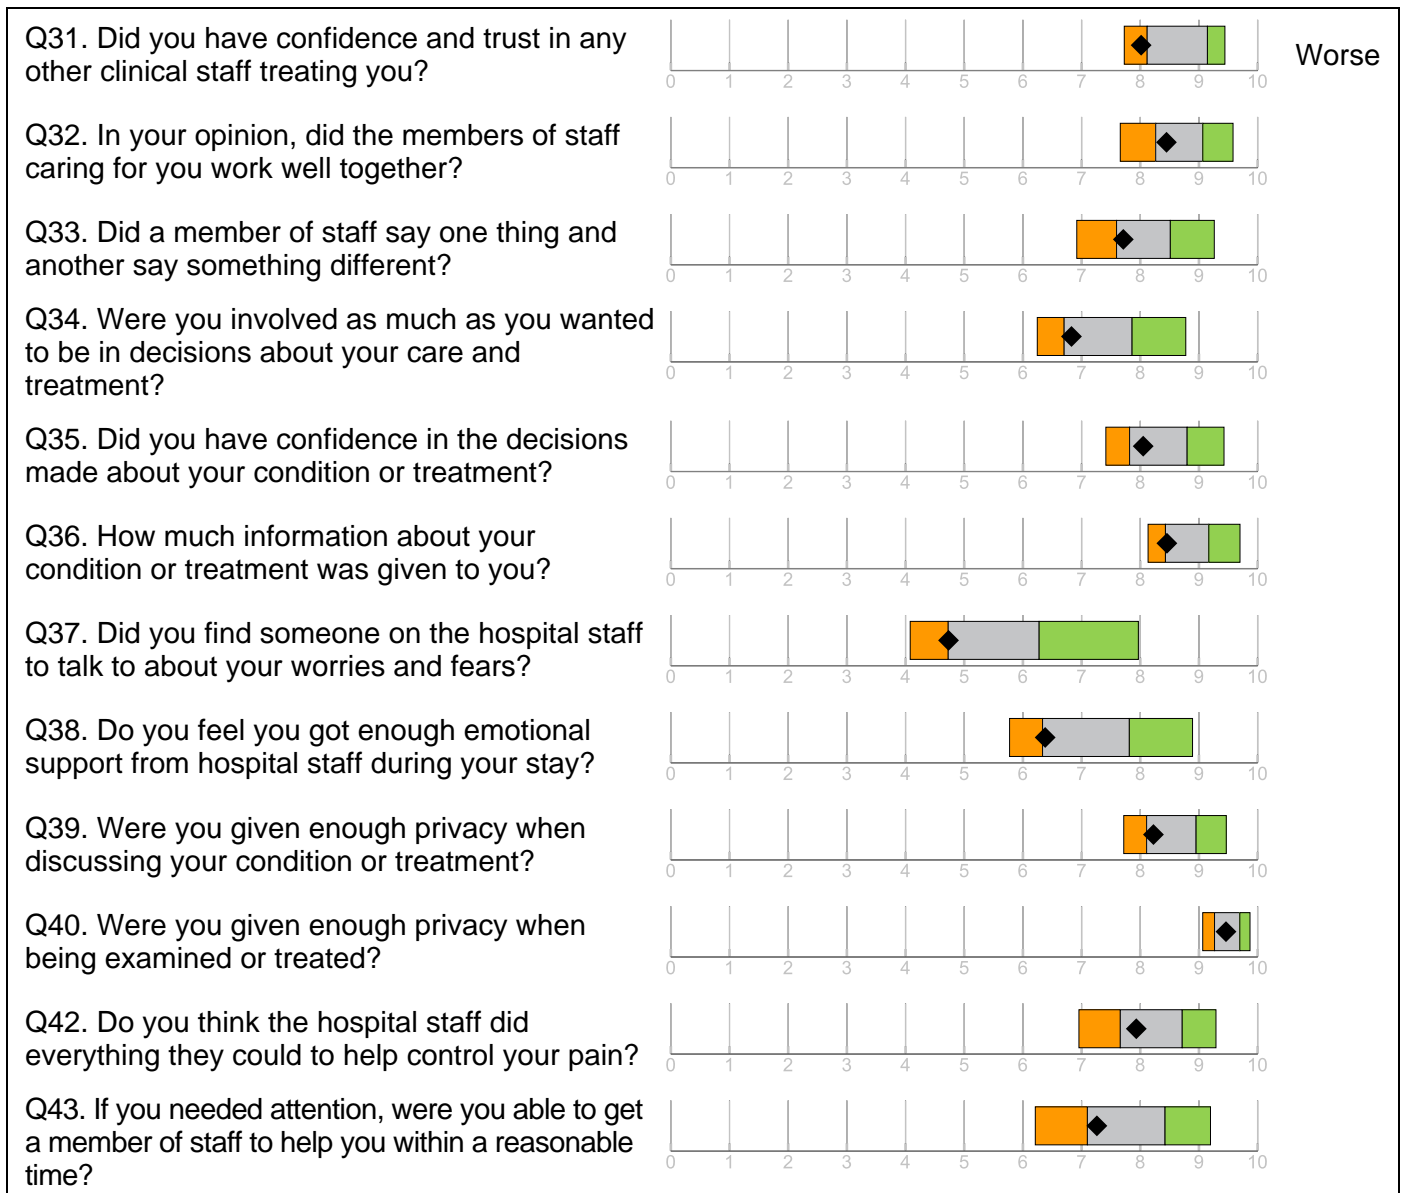 Q31. Did you have confidence and trust in any
other clinical staff treating you?
Worse
0 1 2 3 4 5 6 7 8 9 10
Q32. In your opinion, did the members of staff
caring for you work well together?
0 1 2 3 4 5 6 7 8 9 10
Q33. Did a member of staff say one thing and
another say something different?
0 1 2 3 4 5 6 7 8 9 10
Q34. Were you involved as much as you wanted
to be in decisions about your care and
treatment?
0 1 2 3 4 5 6 7 8 9 10
Q35. Did you have confidence in the decisions
made about your condition or treatment?
0 1 2 3 4 5 6 7 8 9 10
Q36. How much information about your
condition or treatment was given to you?
0 1 2 3 4 5 6 7 8 9 10
Q37. Did you find someone on the hospital staff
to talk to about your worries and fears?
0 1 2 3 4 5 6 7 8 9 10
Q38. Do you feel you got enough emotional
support from hospital staff during your stay?
0 1 2 3 4 5 6 7 8 9 10
Q39. Were you given enough privacy when
discussing your condition or treatment?
0 1 2 3 4 5 6 7 8 9 10
Q40. Were you given enough privacy when
being examined or treated?
0 1 2 3 4 5 6 7 8 9 10
Q42. Do you think the hospital staff did
everything they could to help control your pain?
0 1 2 3 4 5 6 7 8 9 10
Q43. If you needed attention, were you able to get
a member of staff to help you within a reasonable
time?
0 1 2 3 4 5 6 7 8 9 10